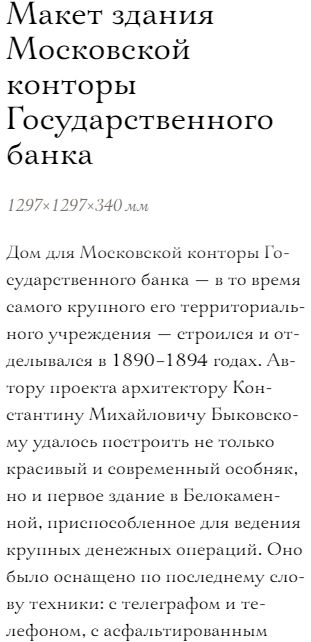 Макет здания
Московской
конторы
Государственного
банка
1297×1297×340 мм
Дом для Московской конторы Го-
сударственного банка — в то время
самого крупного его территориаль-
ного учреждения — строился и от-
делывался в 1890–1894 годах. Ав-
тору проекта архитектору Кон-
стантину Михайловичу Быковско-
му удалось построить не только
красивый и современный особняк,
но и первое здание в Белокамен-
ной, приспособленное для ведения
крупных денежных операций. Оно
было оснащено по последнему сло-
ву техники: с телеграфом и те-
лефоном, с асфальтированным